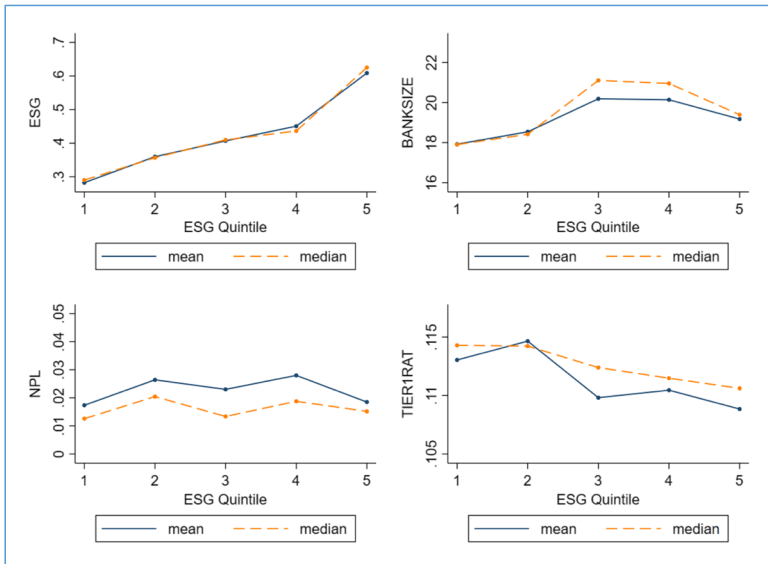 ESG
.7
.6
.5
.4
.3
1 2 3 4 5
ESG Quintile
mean median
BANKSIZE
22
20
18
16
1 2 3 4 5
ESG Quintile
mean median
NPL
.05
.04
.03
.02
.01
0
1 2 3 4 5
ESG Quintile
mean median
TIER1RAT
.115
.11
.105
1 2 3 4 5
ESG Quintile
mean median